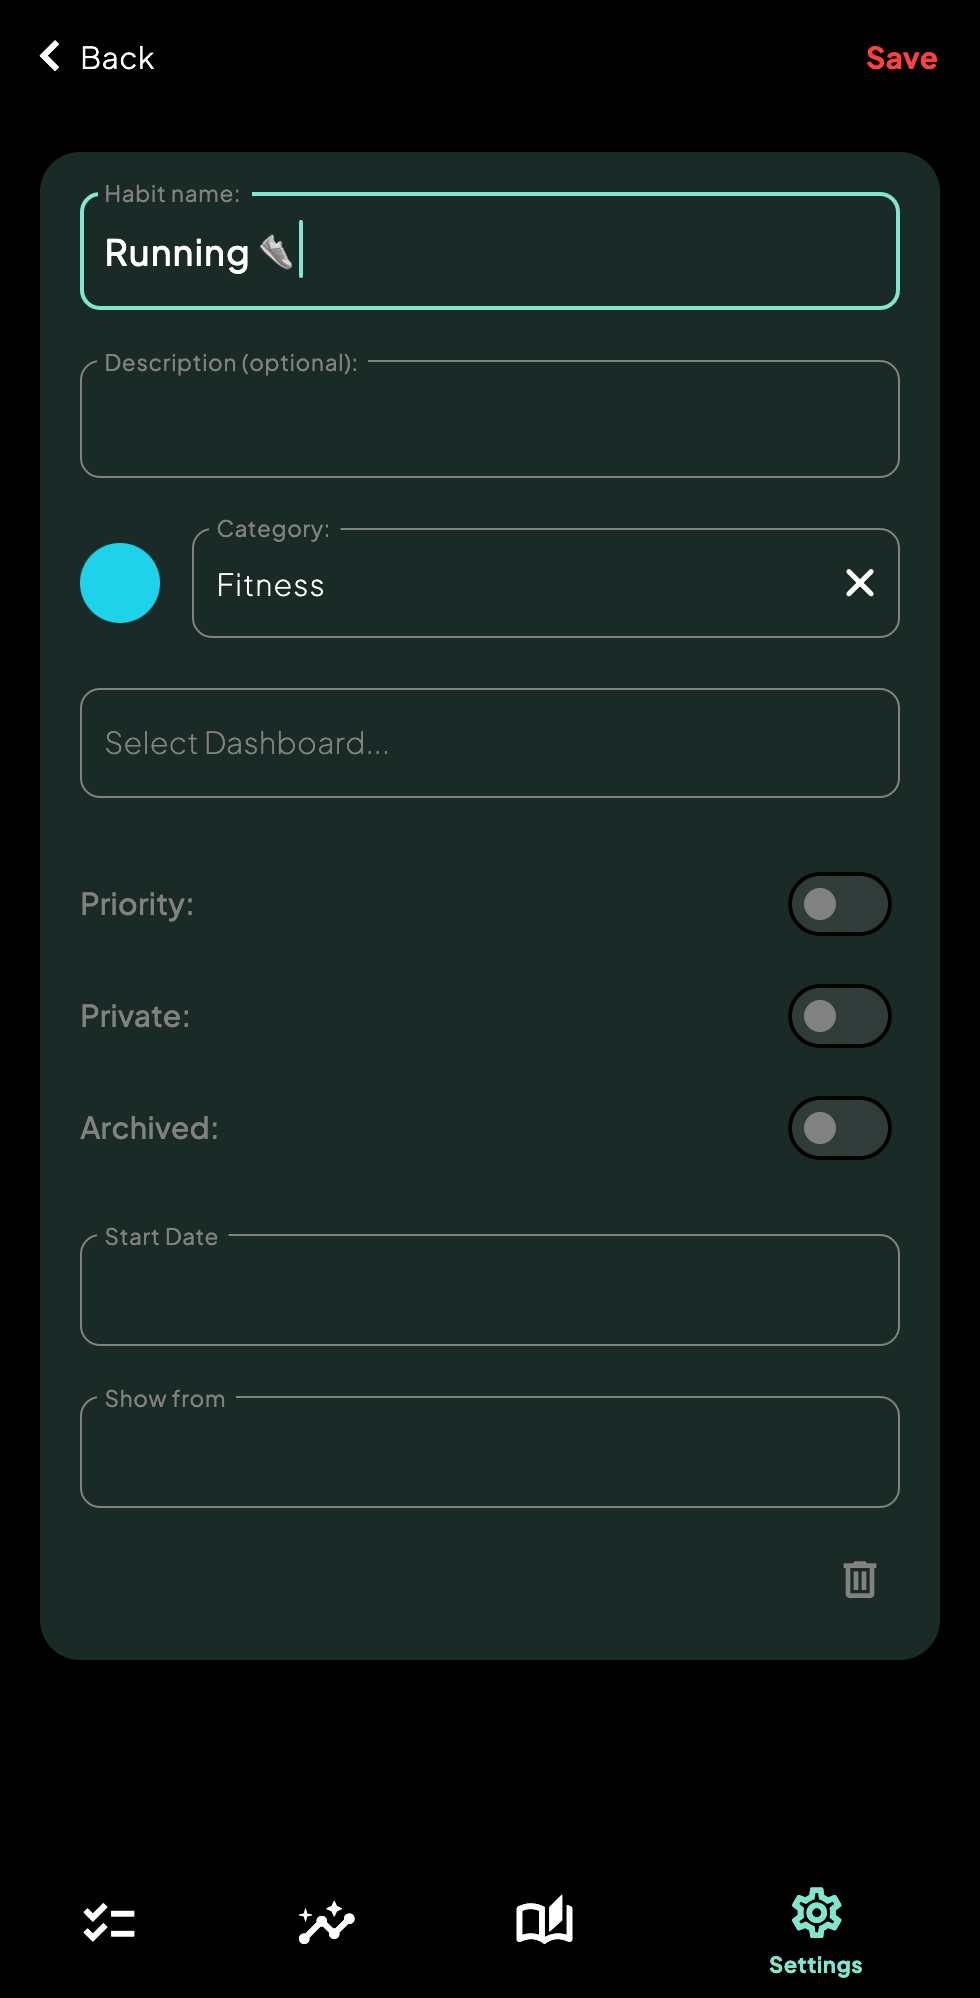 Back
Save
Habit name:
Running 👟
Description (optional):
Category:
Fitness
Select Dashboard...
Priority:
Private:
Archived:
Start Date
Show from
Settings